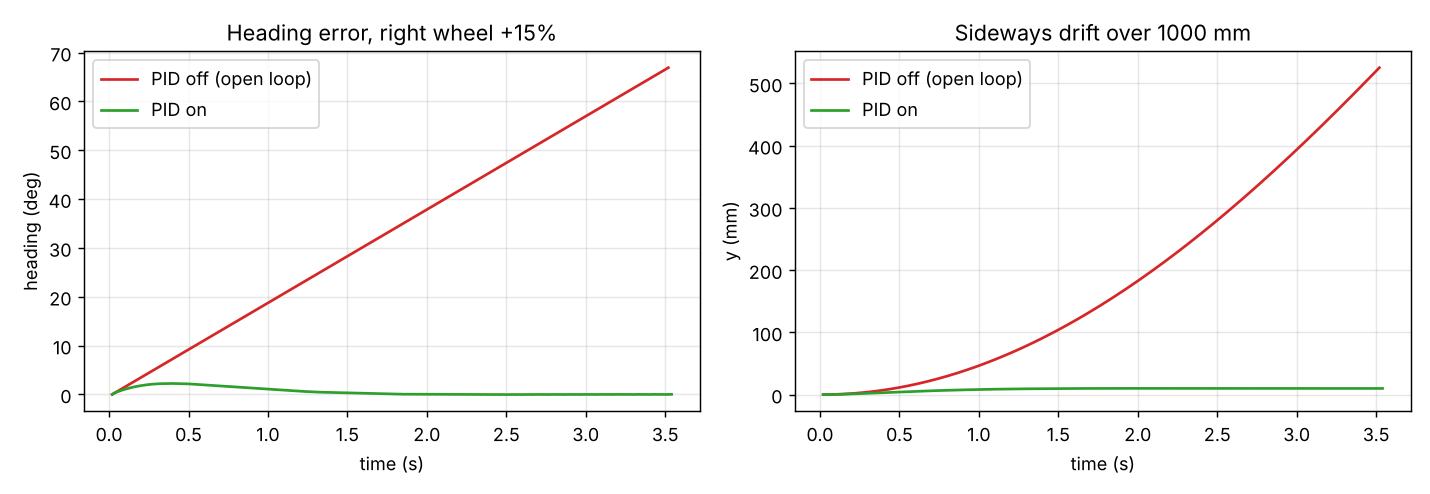 Heading error, right wheel +15%
PID off (open loop)
PID on
heading (deg)
70
60
50
40
30
20
10
0
0.0 0.5 1.0 1.5 2.0 2.5 3.0 3.5
time (s)
Sideways drift over 1000 mm
PID off (open loop)
PID on
y (mm)
500
400
300
200
100
0
0.0 0.5 1.0 1.5 2.0 2.5 3.0 3.5
time (s)